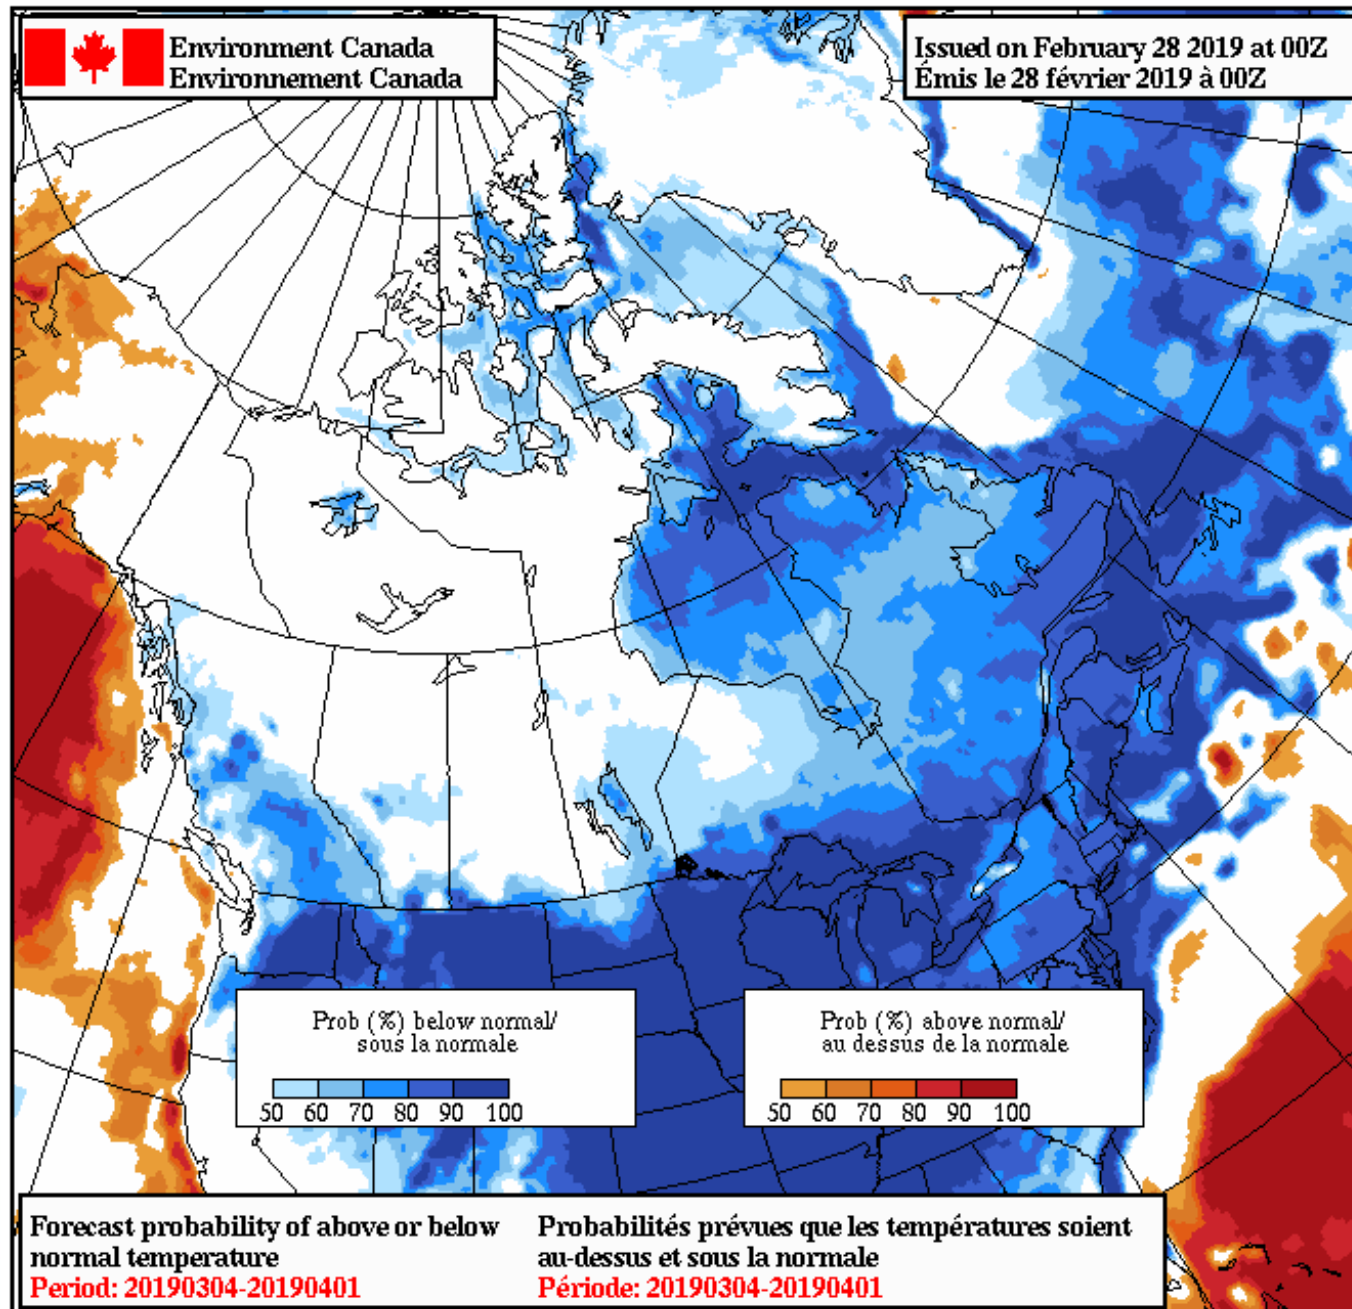 Environment Canada
Environnement Canada
Issued on February 28 2019 at 00Z
Émis le 28 février 2019 à 00Z
Prob (%) below normal/
sous la normale
50 60 70 80 90 100
Prob (%) above normal/
au dessus de la normale
50 60 70 80 90 100
Forecast probability of above or below
normal temperature
Period: 20190304-20190401
Probabilités prévues que les températures soient
au-dessus et sous la normale
Période: 20190304-20190401